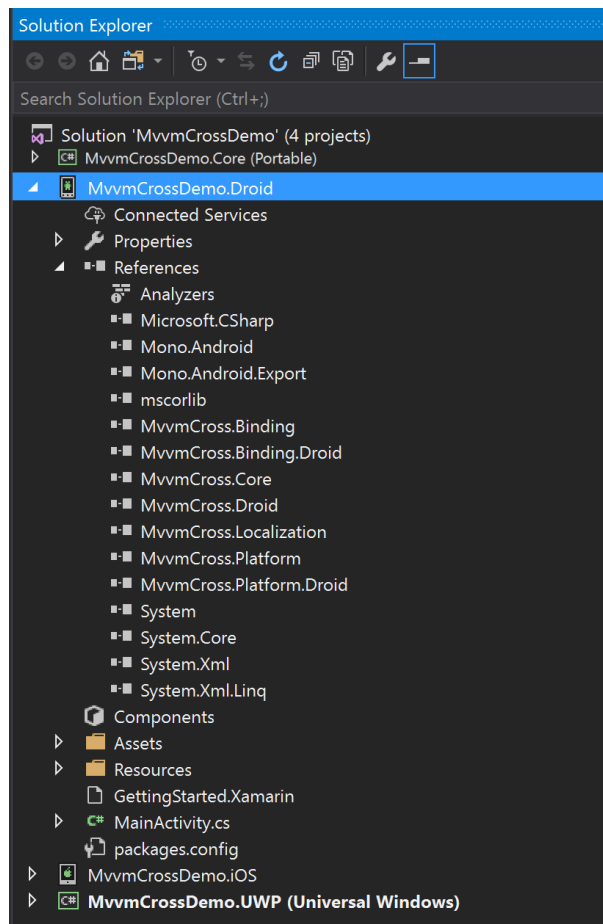 Solution Explorer
Search Solution Explorer (Ctrl+;)
Solution 'MvvmCrossDemo' (4 projects)
C# MvvmCrossDemo.Core (Portable)
MvvmCrossDemo.Droid
Connected Services
Properties
References
Analyzers
Microsoft.CSharp
Mono.Android
Mono.Android.Export
mscorlib
MvvmCross.Binding
MvvmCross.Binding.Droid
MvvmCross.Core
MvvmCross.Droid
MvvmCross.Localization
MvvmCross.Platform
MvvmCross.Platform.Droid
System
System.Core
System.Xml
System.Xml.Linq
Components
Assets
Resources
GettingStarted.Xamarin
C# MainActivity.cs
packages.config
MvvmCrossDemo.iOS
C# MvvmCrossDemo.UWP (Universal Windows)